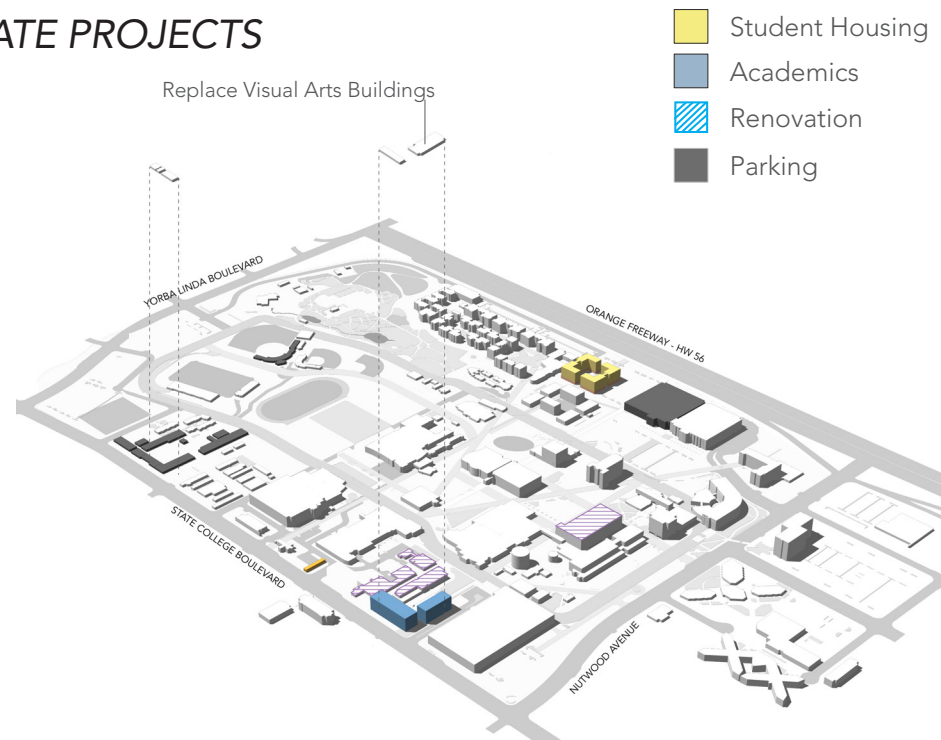 ATE PROJECTS
Student Housing
Academics
Renovation
Parking
Replace Visual Arts Buildings
YORBA LINDA BOULEVARD
ORANGE FREEWAY - HW 56
STATE COLLEGE BOULEVARD
NUTWOOD AVENUE